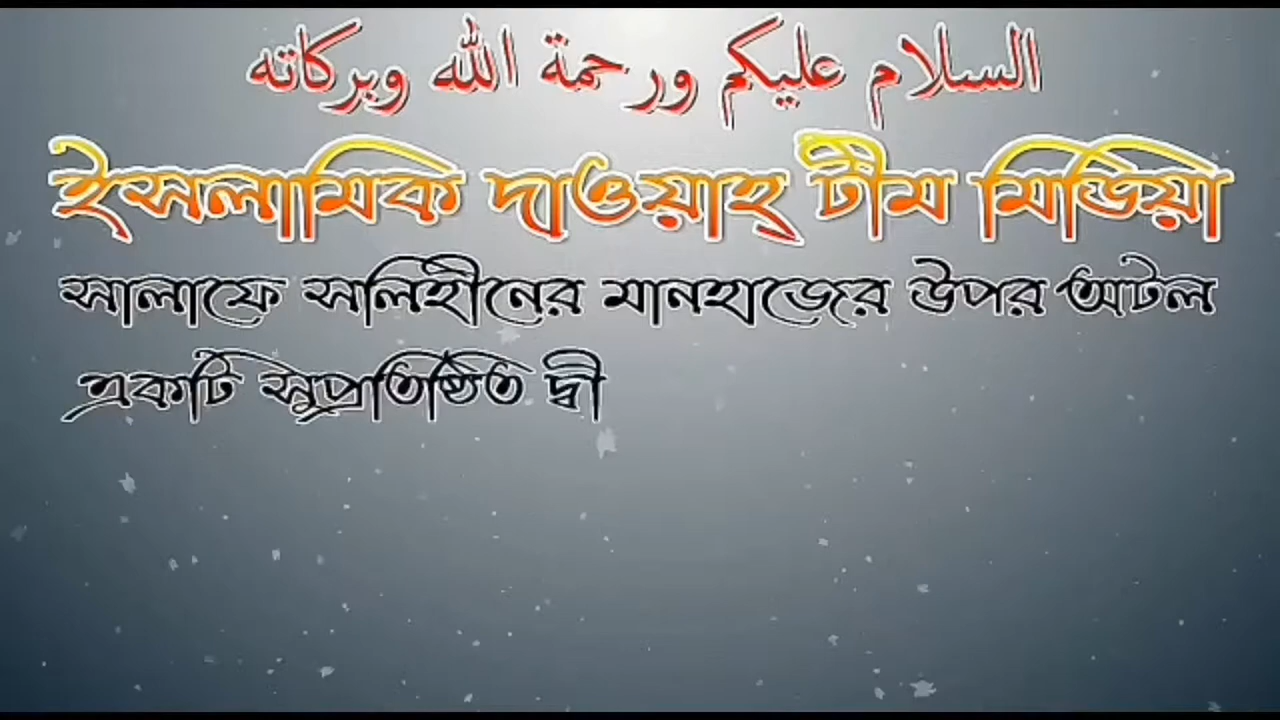 السلام عليكم ورحمة الله وبركاته
ইসলামিক দাওয়াহ্ টীম মিডিয়া
সালাফে সলিহীনের মানহাজের উপর অটল
একটি সুপ্রতিষ্ঠিত দ্বী